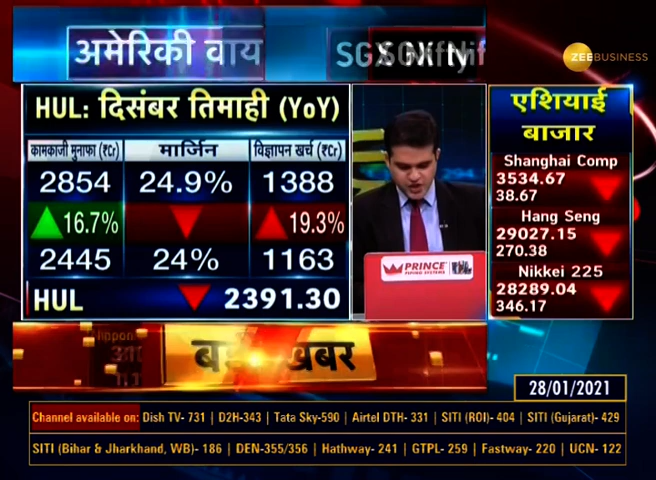 अमेरिकी वाय
SGX Nifty
ZEEBUSINESS
HUL: दिसंबर तिमाही (YoY)
कामकाजी मुनाफा (₹Cr) मार्जिन विज्ञापन खर्च (₹Cr)
2854 24.9% 1388
16.7% 19.3%
2445 24% 1163
HUL 2391.30
PRINCE
PIPING SYSTEMS
एशियाई
बाजार
Shanghai Comp
3534.67
38.67
Hang Seng
29027.15
270.38
Nikkei 225
28289.04
346.17
खबर
28/01/2021
Channel available on: Dish TV- 731 | D2H-343 | Tata Sky-590 | Airtel DTH- 331 | SITI (ROI)- 404 | SITI (Gujarat)- 429
SITI (Bihar & Jharkhand, WB)- 186 | DEN-355/356 | Hathway- 241 | GTPL- 259 | Fastway- 220 | UCN- 122